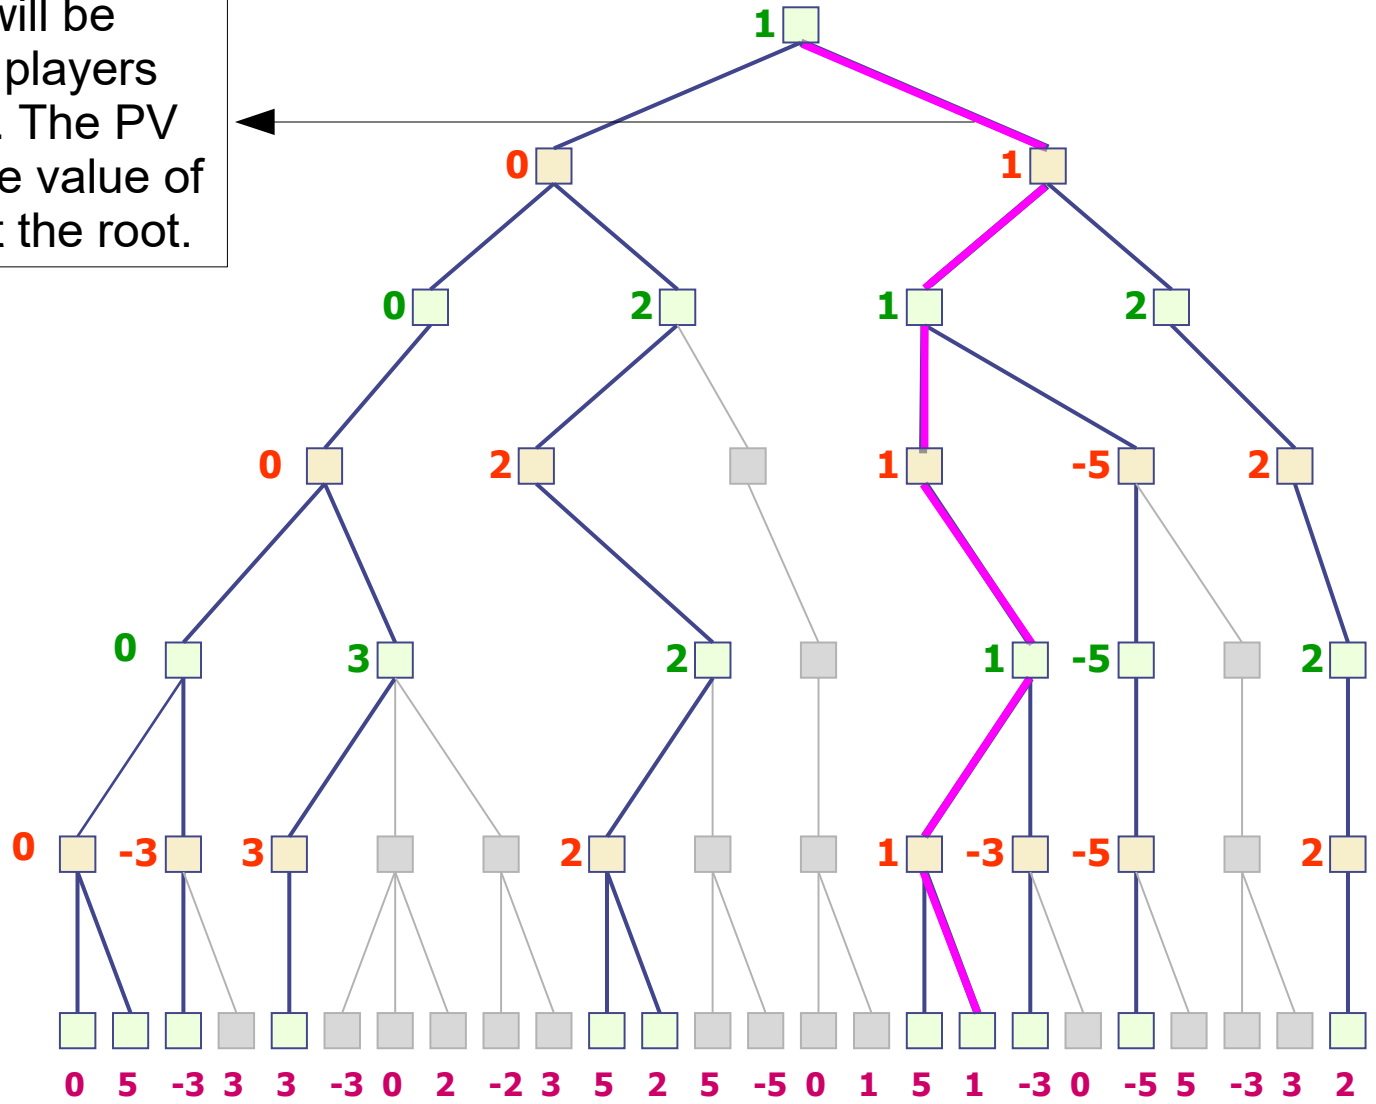 will be
players
. The PV
e value of
t the root.
1
0 1
0 2 1 2
0 2 1 -5 2
0 3 2 1 -5 2
0 -3 3 2 1 -3 -5 2
0 5 -3 3 3 -3 0 2 -2 3 5 2 5 -5 0 1 5 1 -3 0 -5 5 -3 3 2